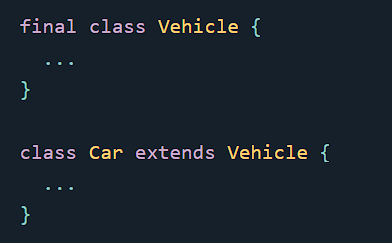 final class Vehicle {
  ...
}

class Car extends Vehicle {
  ...
}